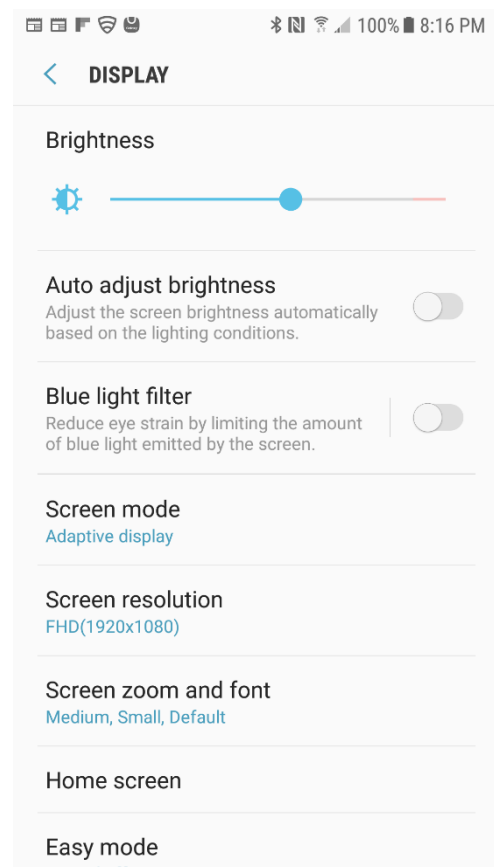 100% 8:16 PM
DISPLAY
Brightness
Auto adjust brightness
Adjust the screen brightness automatically
based on the lighting conditions.
Blue light filter
Reduce eye strain by limiting the amount
of blue light emitted by the screen.
Screen mode
Adaptive display
Screen resolution
FHD(1920x1080)
Screen zoom and font
Medium, Small, Default
Home screen
Easy mode